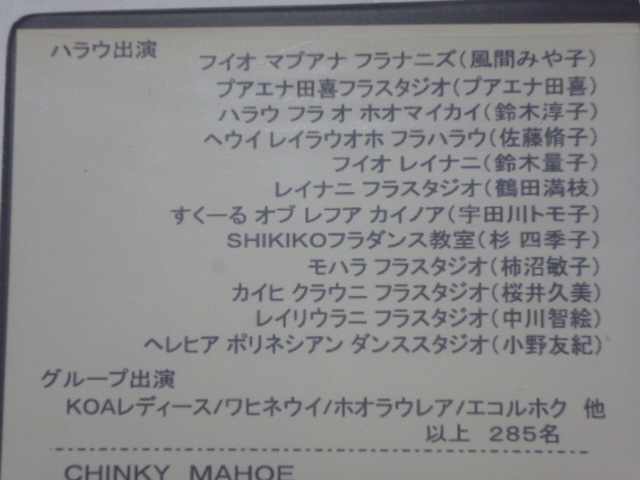 ハラウ出演
フイオ マプアナ フラナニズ(風間みや子)
プアエナ田喜フラスタジオ(プアエナ田喜)
ハラウ フラ オ ホオマイカイ(鈴木淳子)
ヘウイ レイラウオホ フラハラウ(佐藤脩子)
フイオ レイナニ(鈴木量子)
レイナニ フラスタジオ(鶴田満枝)
すくーる オブ レフア カイノア(宇田川トモ子)
SHIKIKOフラダンス教室(杉 四季子)
モハラ フラスタジオ(柿沼敏子)
カイヒ クラウニ フラスタジオ(桜井久美)
レイリウラニ フラスタジオ(中川智絵)
ヘレヒア ポリネシアン ダンススタジオ(小野友紀)
グループ出演
KOAレディース/ワヒネウイ/ホオラウレア/エコルホク 他
以上 285名
CHINKY MAHOE